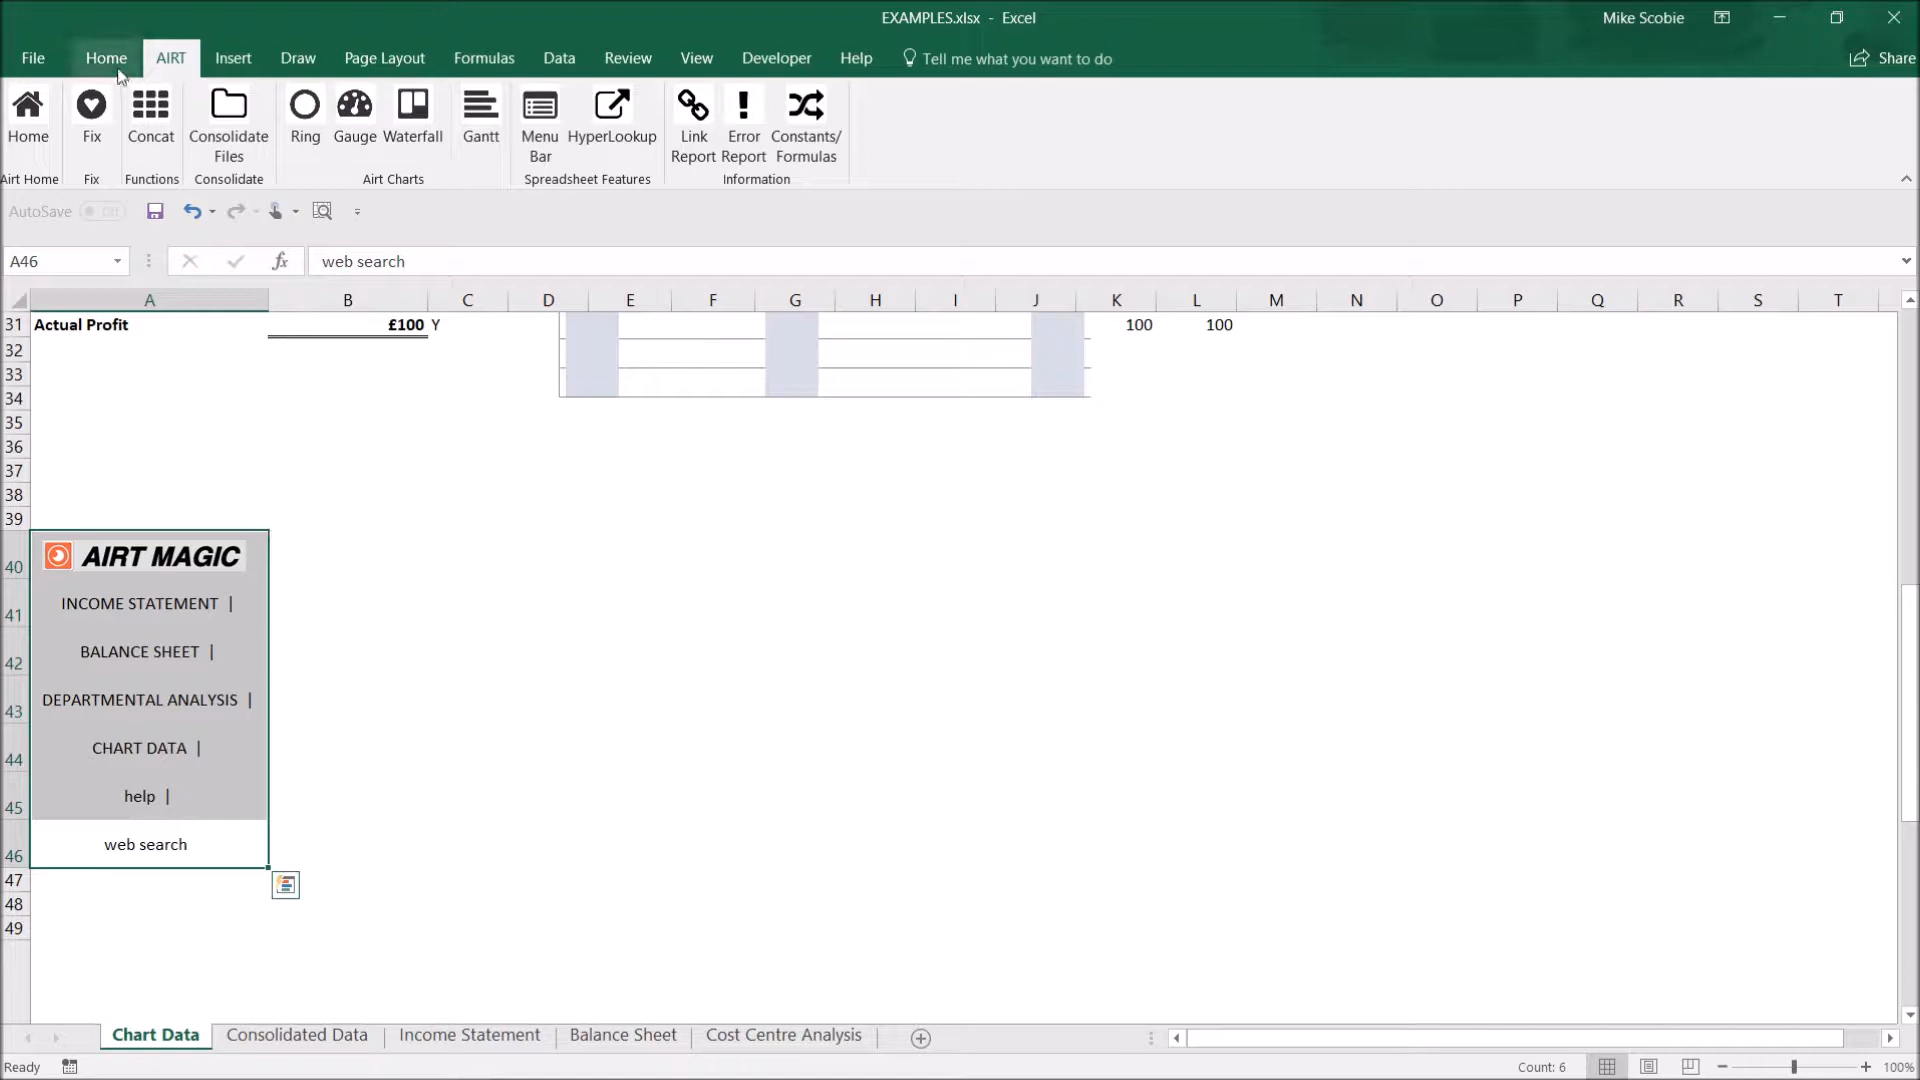 EXAMPLES.xlsx - Excel
Mike Scobie
File Home AIRT Insert Draw Page Layout Formulas Data Review View Developer Help Tell me what you want to do Share
Home Fix Concat Consolidate Files Ring Gauge Waterfall Gantt Menu Bar HyperLookup Link Report Error Report Constants/ Formulas
Airt Home Fix Functions Consolidate Airt Charts Spreadsheet Features Information
AutoSave Off
A46 fx web search
A B C D E F G H I J K L M N O P Q R S T
31 Actual Profit £100 Y 100 100
32
33
34
35
36
37
38
39
40 AIRT MAGIC
41 INCOME STATEMENT |
42 BALANCE SHEET |
43 DEPARTMENTAL ANALYSIS |
44 CHART DATA |
45 help |
46 web search
47
48
49
Chart Data Consolidated Data Income Statement Balance Sheet Cost Centre Analysis
Ready Count: 6 100%